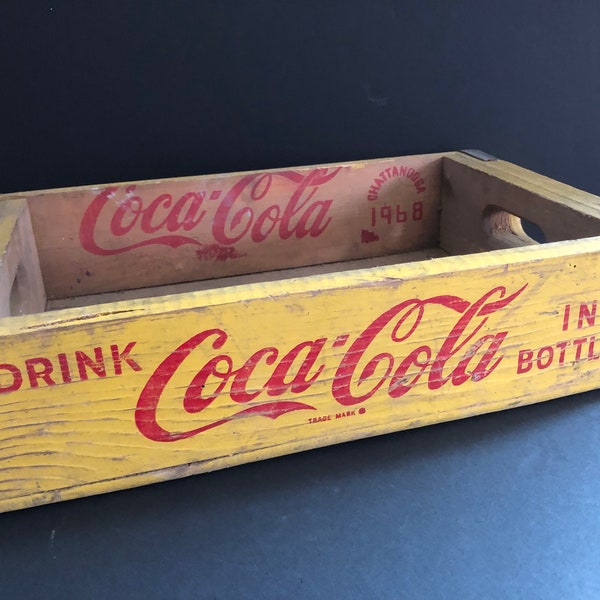 Coca-Cola
CHATTANOOGA
1968
DRINK Coca-Cola IN
BOTTL
TRADE MARK ®